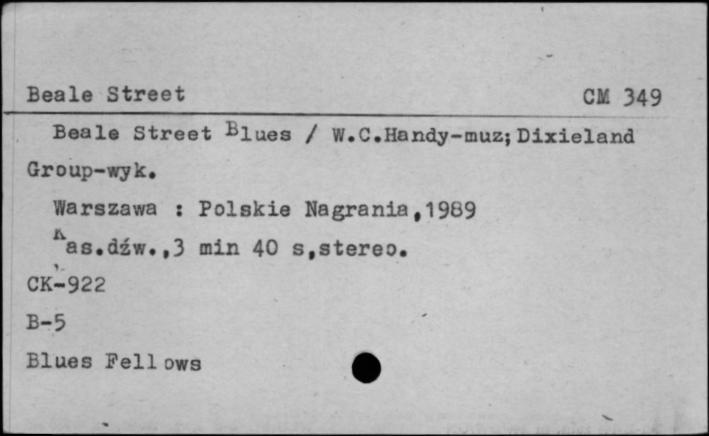 Beale Street CM 349
Beale Street Blues / W.C.Handy-muz;Dixieland
Group-wyk.
Warszawa : Polskie Nagrania,1989
Kas.dźw.,3 min 40 s,stereo.
CK-922
B-5
Blues Fellows